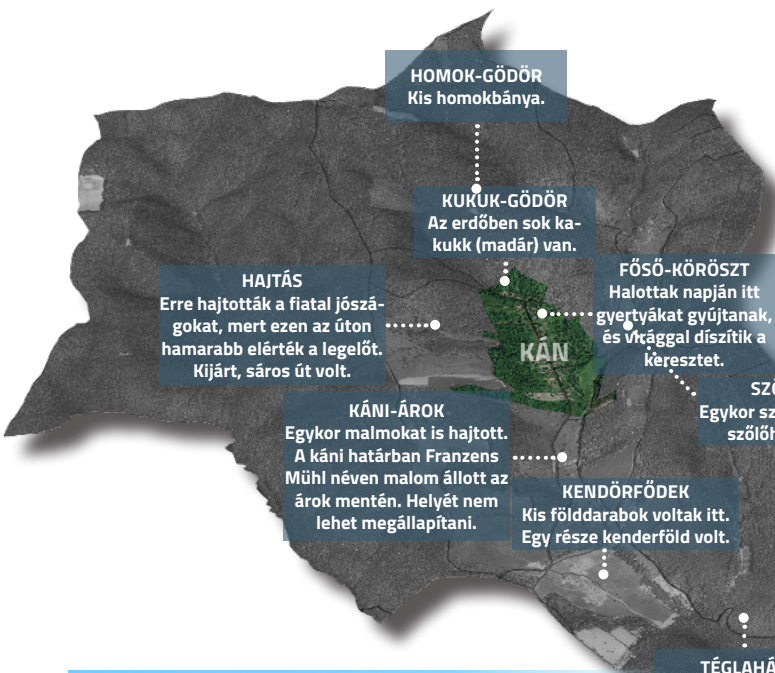 HOMOK-GÖDÖR
Kis homokbánya.
KUKUK-GÖDÖR
Az erdőben sok ka-
kukk (madár) van.
HAJTÁS
Erre hajtották a fiatal jószá-
gokat, mert ezen az úton
hamarabb elérték a legelőt.
Kijárt, sáros út volt.
FŐSŐ-KÖRÖSZT
Halottak napján itt
gyertyákat gyújtanak,
és virággal díszítik a
keresztet.
KÁN
Egykor
KÁNI-ÁROK
Egykor malmokat is hajtott.
A káni határban Franzens
Mühl néven malom állott az
árok mentén. Helyét nem
lehet megállapítani.
KENDÖRFŐDEK
Kis földdarabok voltak itt.
Egy része kenderföld volt.